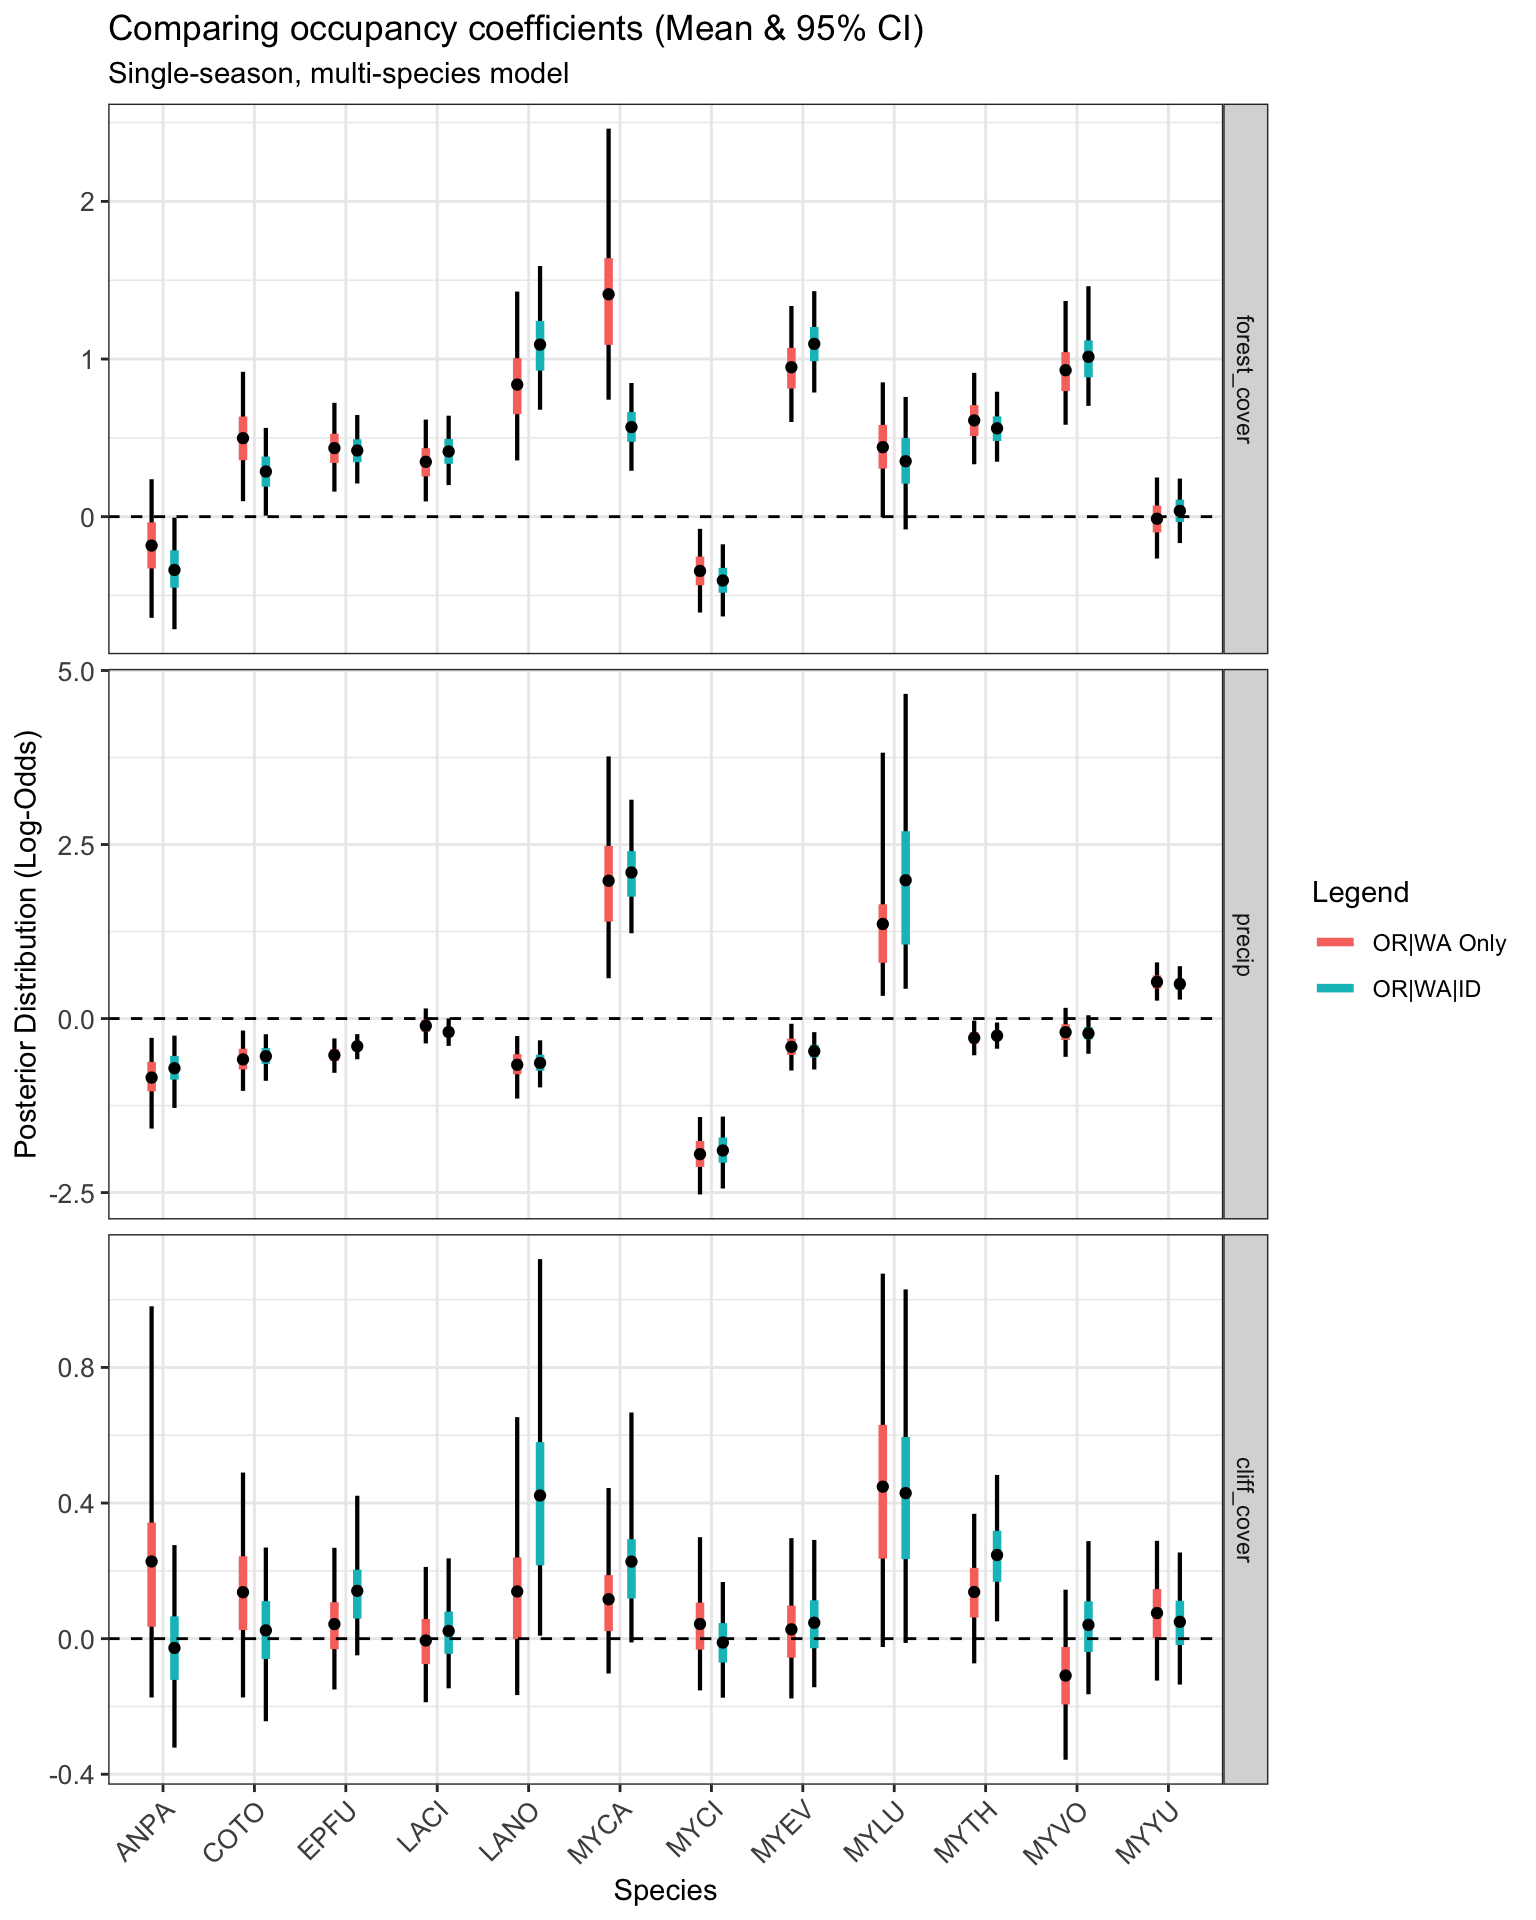 Comparing occupancy coefficients (Mean & 95% CI)
Single-season, multi-species model
Posterior Distribution (Log-Odds)
2
1
0
forest_cover
5.0
2.5
0.0
-2.5
precip
0.8
0.4
0.0
-0.4
cliff_cover
ANPA
COTO
EPFU
LACI
LANO
MYCA
MYCI
MYEV
MYLU
MYTH
MYVO
MYYU
Species
Legend
OR|WA Only
OR|WA|ID